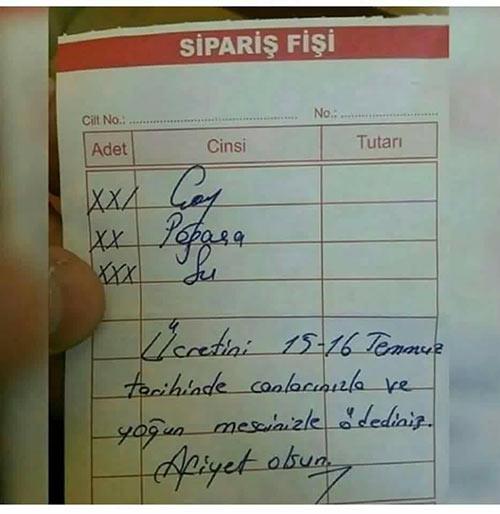 SİPARİŞ FİŞİ
Cilt No.: No.:
Adet Cinsi Tutarı
XX/ Çay
XX Poğaça
XXX Su
Ücretini 15-16 Temmuz
tarihinde canlarınızla ve
yoğun mesainizle ödediniz.
Afiyet olsun.